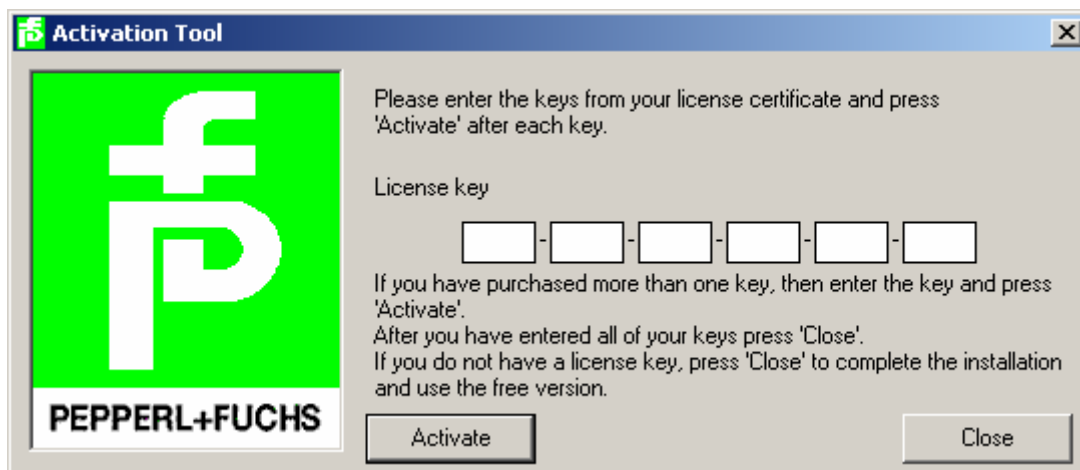 Activation Tool
Please enter the keys from your license certificate and press
'Activate' after each key.
License key
- - - - -
If you have purchased more than one key, then enter the key and press
'Activate'.
After you have entered all of your keys press 'Close'.
If you do not have a license key, press 'Close' to complete the installation
and use the free version.
PEPPERL+FUCHS
Activate
Close